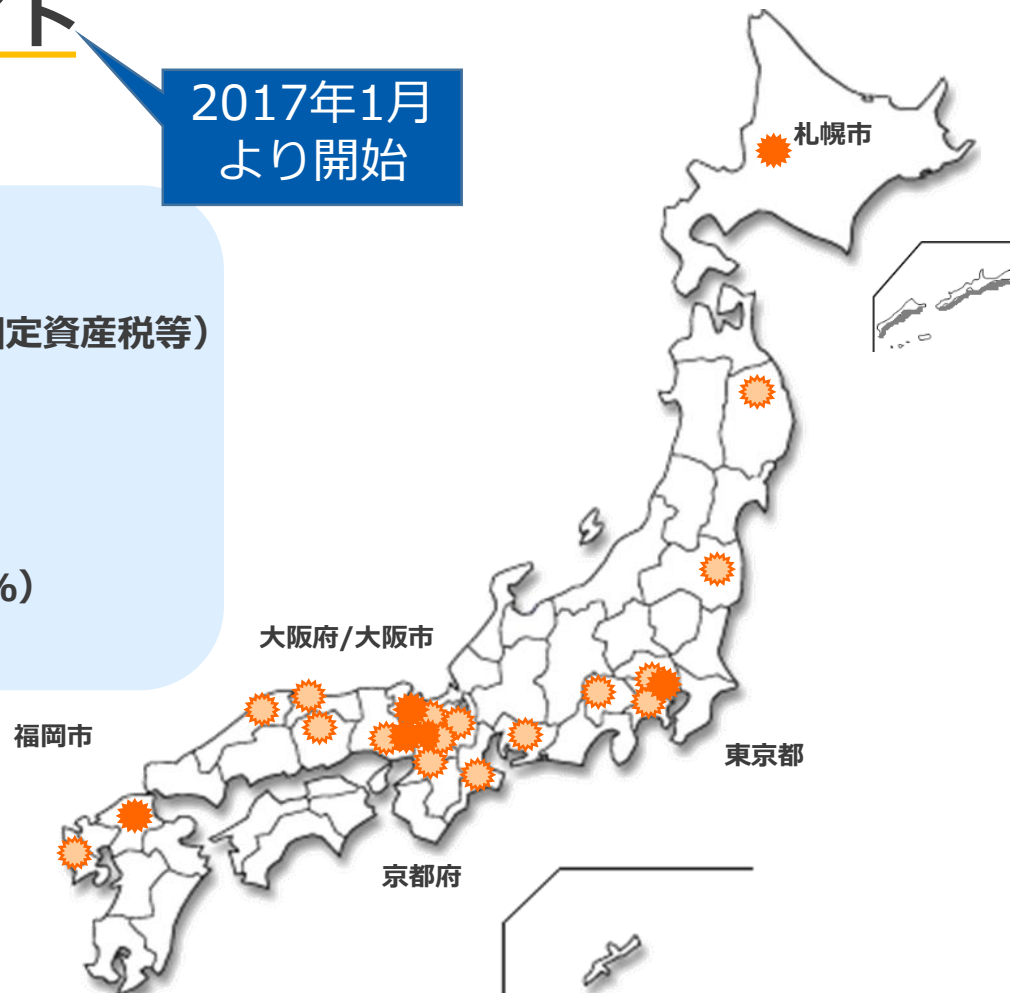 ト
2017年1月
より開始
定資産税等）
%）
札幌市
大阪府/大阪市
福岡市
東京都
京都府